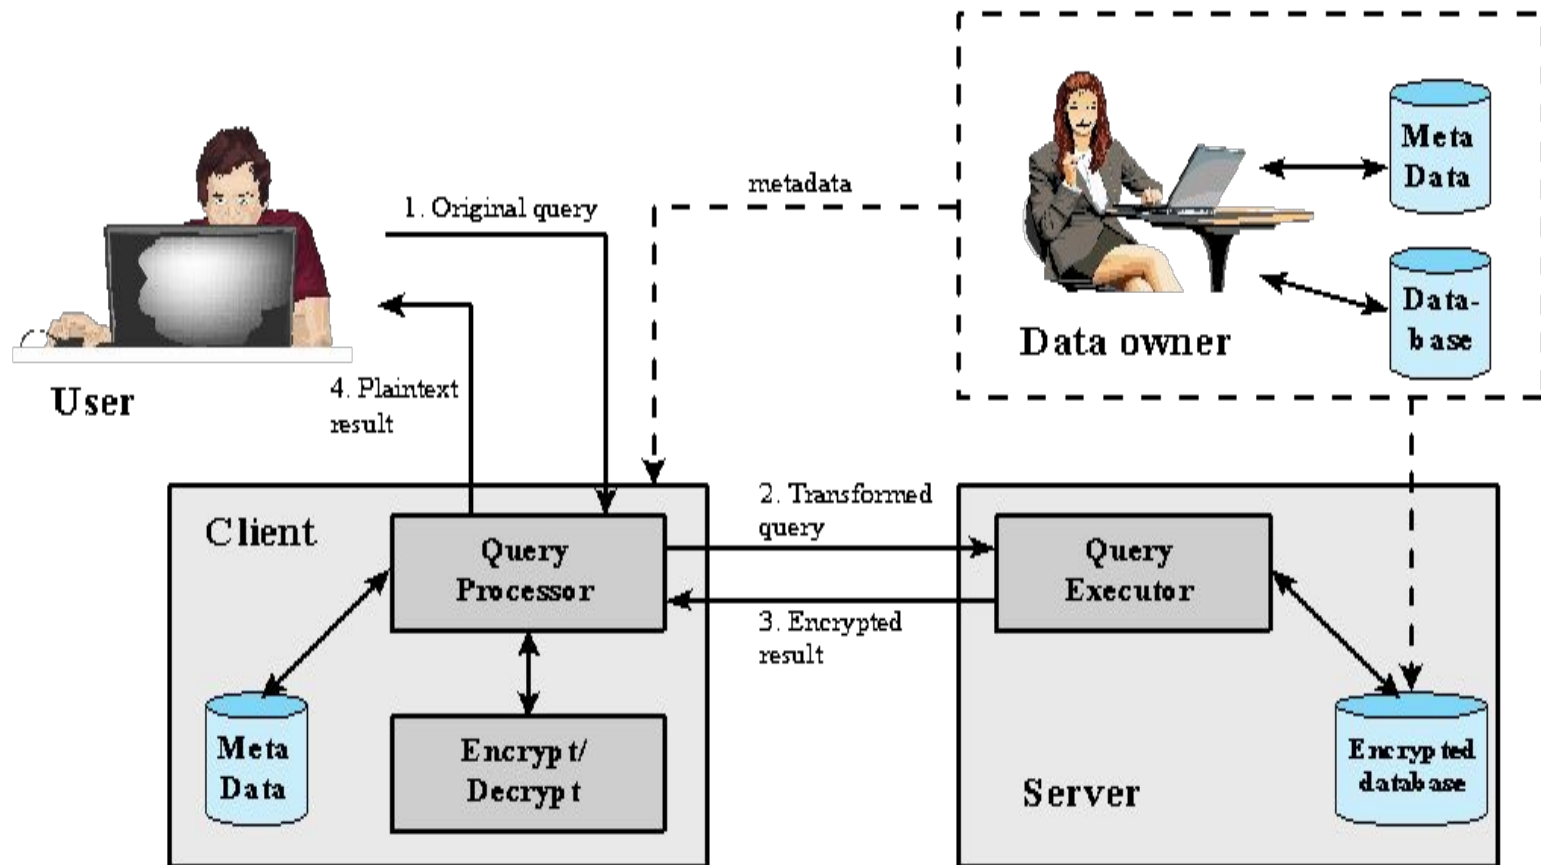 Meta
Data
metadata
1. Original query
Data-
base
Data owner
User
4. Plaintext
result
Client
Query
Processor
2. Transformed
query
Query
Executor
3. Encrypted
result
Meta
Data
Encrypt/
Decrypt
Server
Encrypted
database